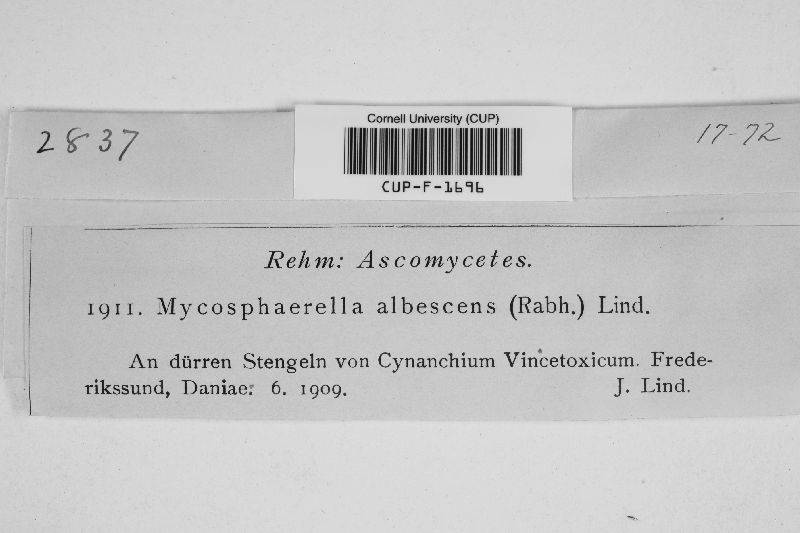 Cornell University (CUP)
2837
17-72
CUP-F-1696
Rehm: Ascomycetes.
1911. Mycosphaerella albescens (Rabh.) Lind.
An dürren Stengeln von Cynanchium Vincetoxicum. Frede-
rikssund, Daniae: 6. 1909. J. Lind.